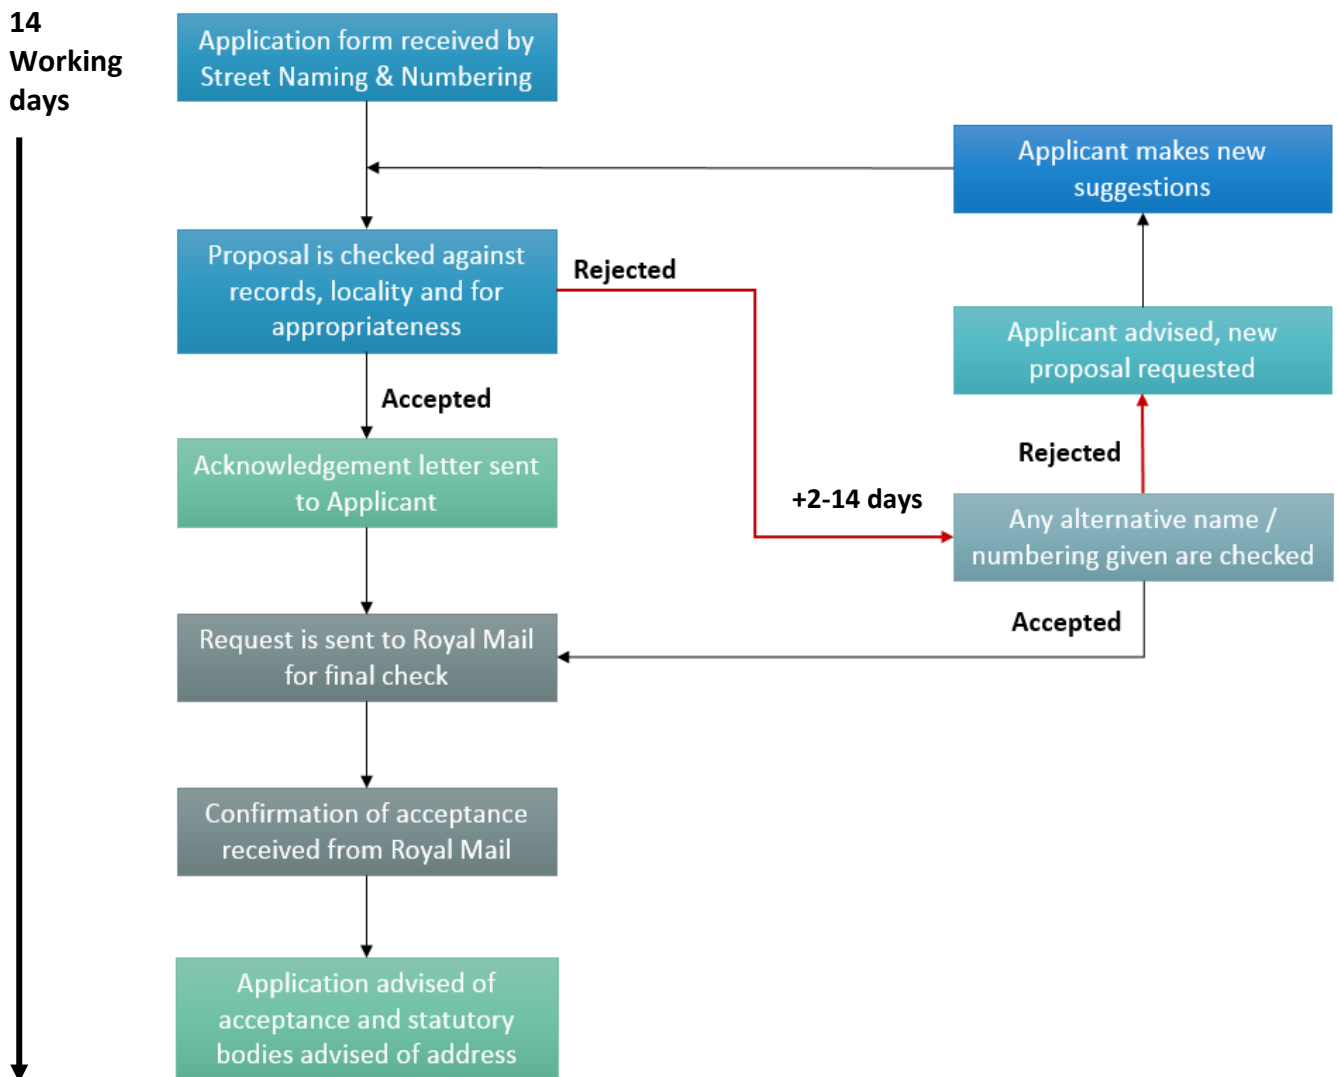 14
Working
days
Application form received by
Street Naming & Numbering
Applicant makes new
suggestions
Proposal is checked against
records, locality and for
appropriateness
Rejected
Applicant advised, new
proposal requested
Accepted
Rejected
Acknowledgement letter sent
to Applicant
+2-14 days
Any alternative name /
numbering given are checked
Accepted
Request is sent to Royal Mail
for final check
Confirmation of acceptance
received from Royal Mail
Application advised of
acceptance and statutory
bodies advised of address